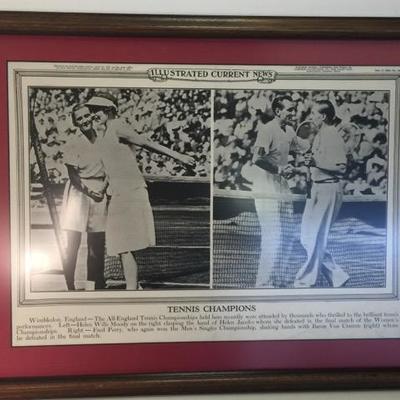 ILLUSTRATED CURRENT NEWS
TENNIS CHAMPIONS
Wimbledon, England—The All-England Tennis Championships held here recently were attended by thousands who thrilled to the brilliant tennis
performances. Left—Helen Wills Moody on the right clasping the hand of Helen Jacobs whom she defeated in the final match of the Women's
Championships. Right — Fred Perry, who again won the Men's Singles Championship, shaking hands with Baron Von Cramm (right) whom
he defeated in the final match.